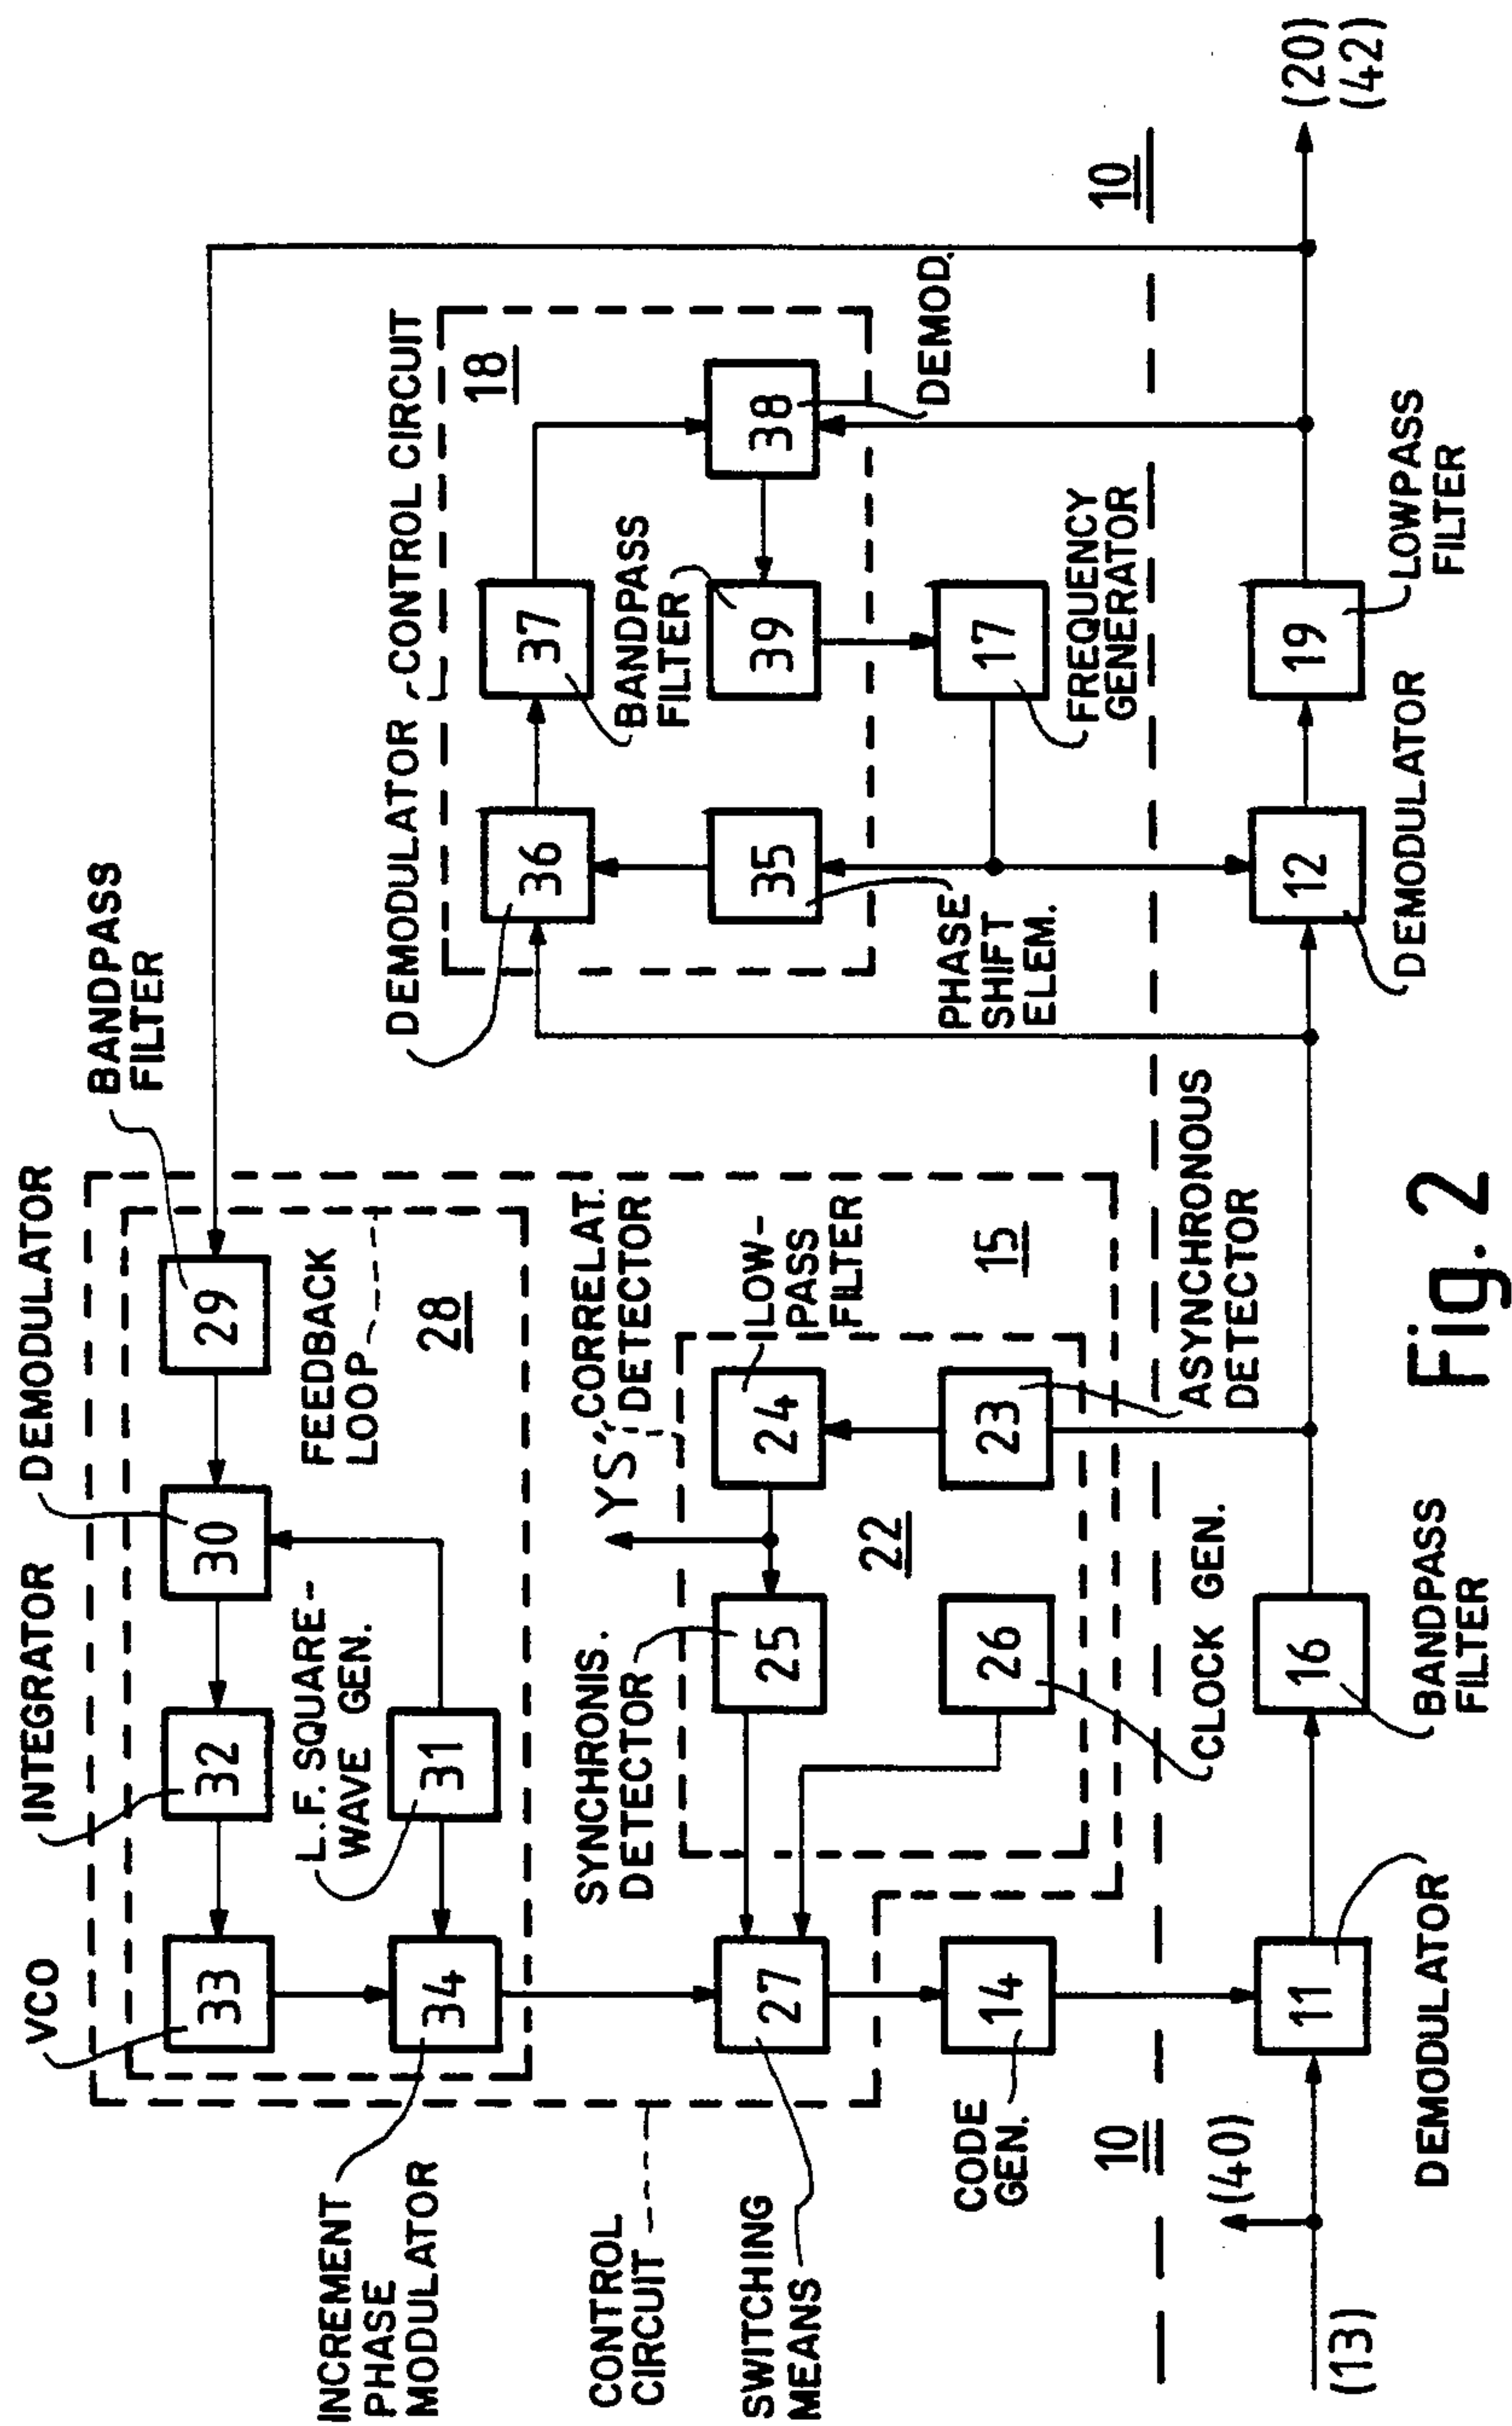 VCO
INTEGRATOR
DEMODULATOR
BANDPASS
FILTER
33
32
30
29
INCREMENT
PHASE
MODULATOR
34
L.F. SQUARE-
WAVE GEN.
31
FEEDBACK
LOOP
28
DEMODULATOR
CONTROL CIRCUIT
18
36
37
BANDPASS
FILTER
35
39
38
DEMOD.
CONTROL
CIRCUIT
SYNCHRONIS.
DETECTOR
YS"
CORRELAT.
DETECTOR
SWITCHING
MEANS
27
25
24
LOW-
PASS
FILTER
22
15
CODE
GEN.
14
26
23
PHASE
SHIFT
ELEM.
17
FREQUENCY
GENERATOR
10
10
CLOCK GEN.
ASYNCHRONOUS
DETECTOR
(40)
(13)
11
16
12
19
(20)
(42)
DEMODULATOR
BANDPASS
FILTER
DEMODULATOR
LOWPASS
FILTER
Fig. 2